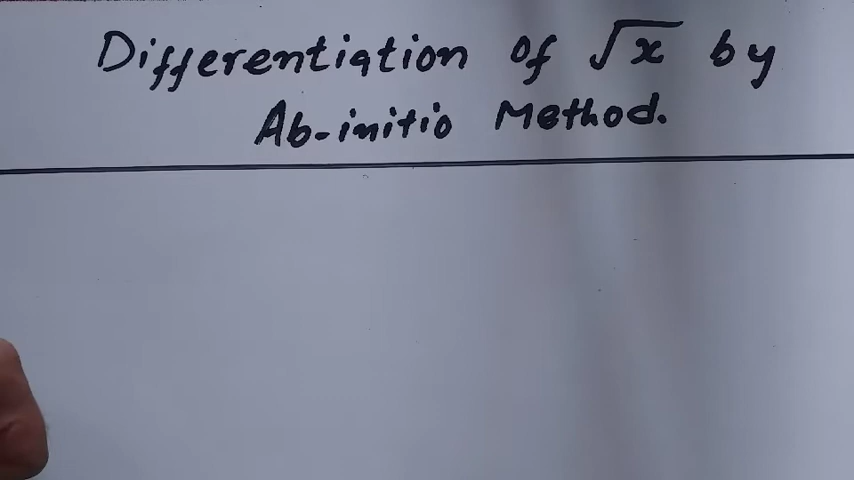 Differentiation of √x by
Ab-initio Method.